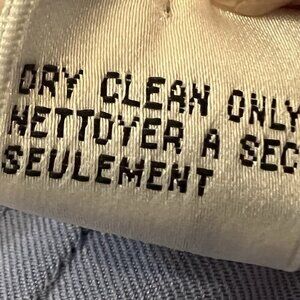 DRY CLEAN ONLY
NETTOYER A SEC
SEULEMENT